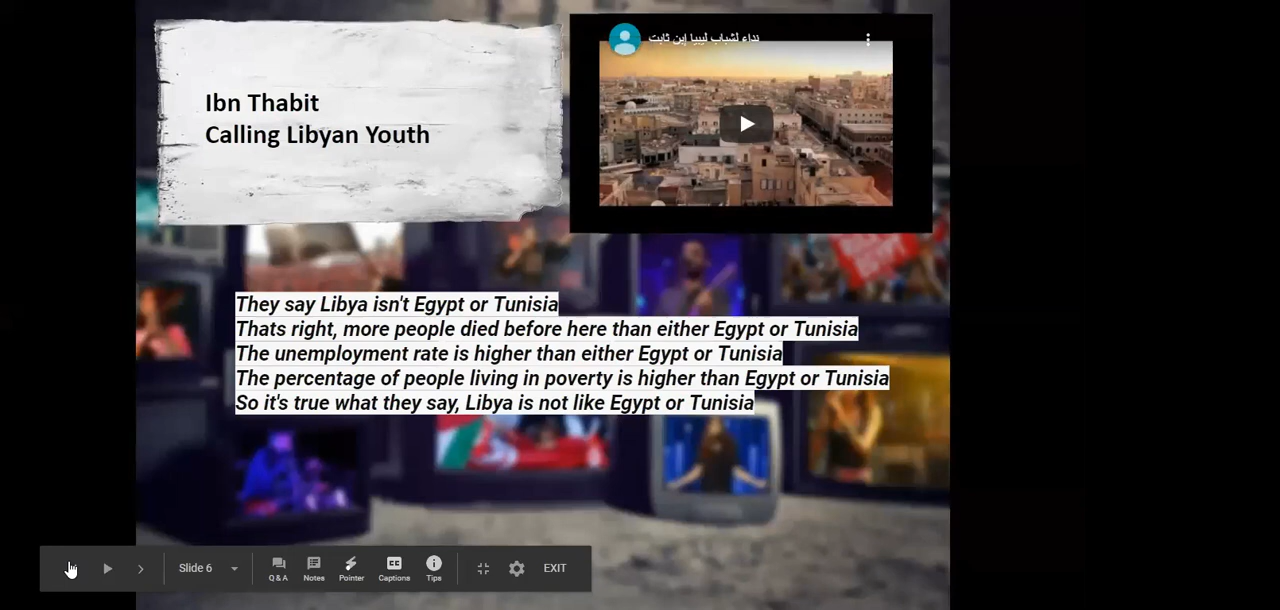 Ibn Thabit
Calling Libyan Youth
نداء لشباب ليبيا إبن ثابت
They say Libya isn't Egypt or Tunisia
Thats right, more people died before here than either Egypt or Tunisia
The unemployment rate is higher than either Egypt or Tunisia
The percentage of people living in poverty is higher than Egypt or Tunisia
So it's true what they say, Libya is not like Egypt or Tunisia
Slide 6
Q & A
Notes
Pointer
CC
Captions
Tips
EXIT